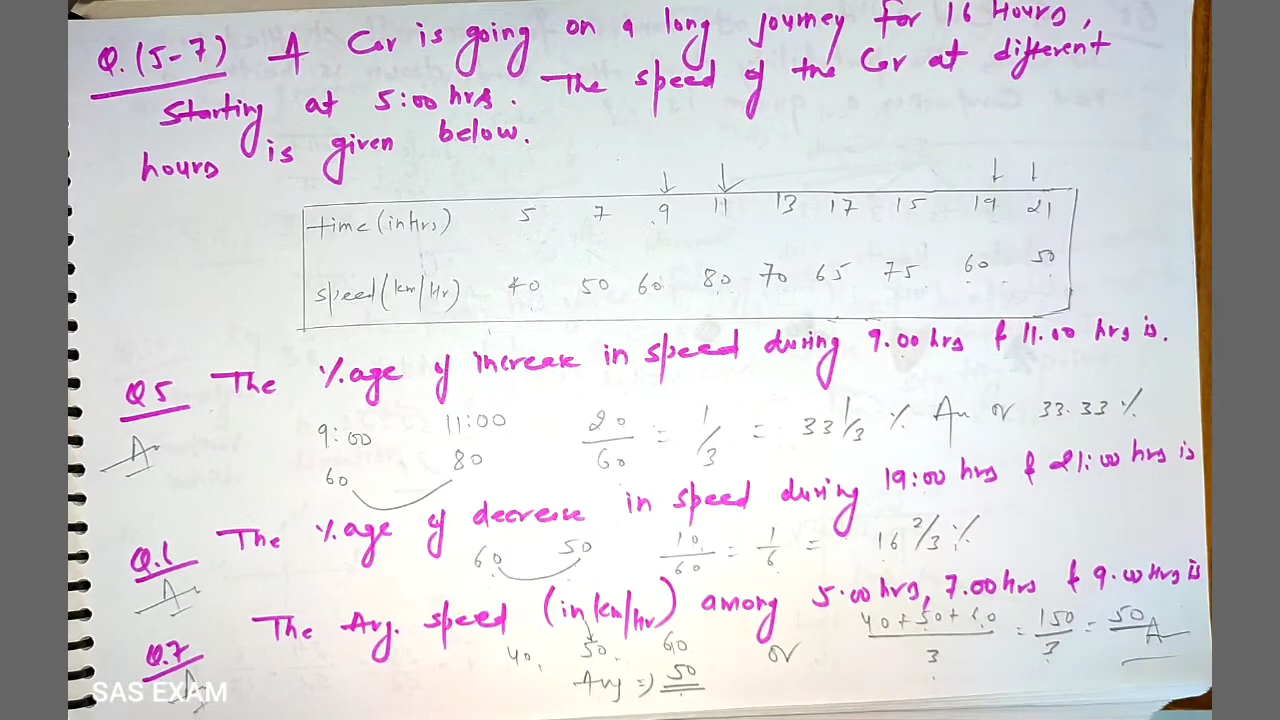 Q.(5-7) A Car is going on a long journey for 16 Hours,
Starting at 5:00 hrs. The speed of the Car at different
hours is given below.
time (in Hrs) 5 7 9 11 13 17 15 19 21
speed (km/Hr) 40 50 60 80 70 65 75 60 50
Q5 The %age of increase in speed during 9.00 hrs & 11.00 hrs is.
A
9:00 11:00
60 80
20/60 = 1/3 = 33 1/3 % An or 33.33 %
Q.1 The %age of decrease in speed during 19:00 hrs & 21:00 hrs is
A
60 50 10/60 = 1/6 = 16 2/3 %
Q.7 The Avg. speed (in km/hr) among 5.00 hrs, 7.00 hrs & 9.00 Hrs is
A
40, 50, 60 or 40+50+60/3 = 150/3 = 50 A
Avg => 50
SAS EXAM